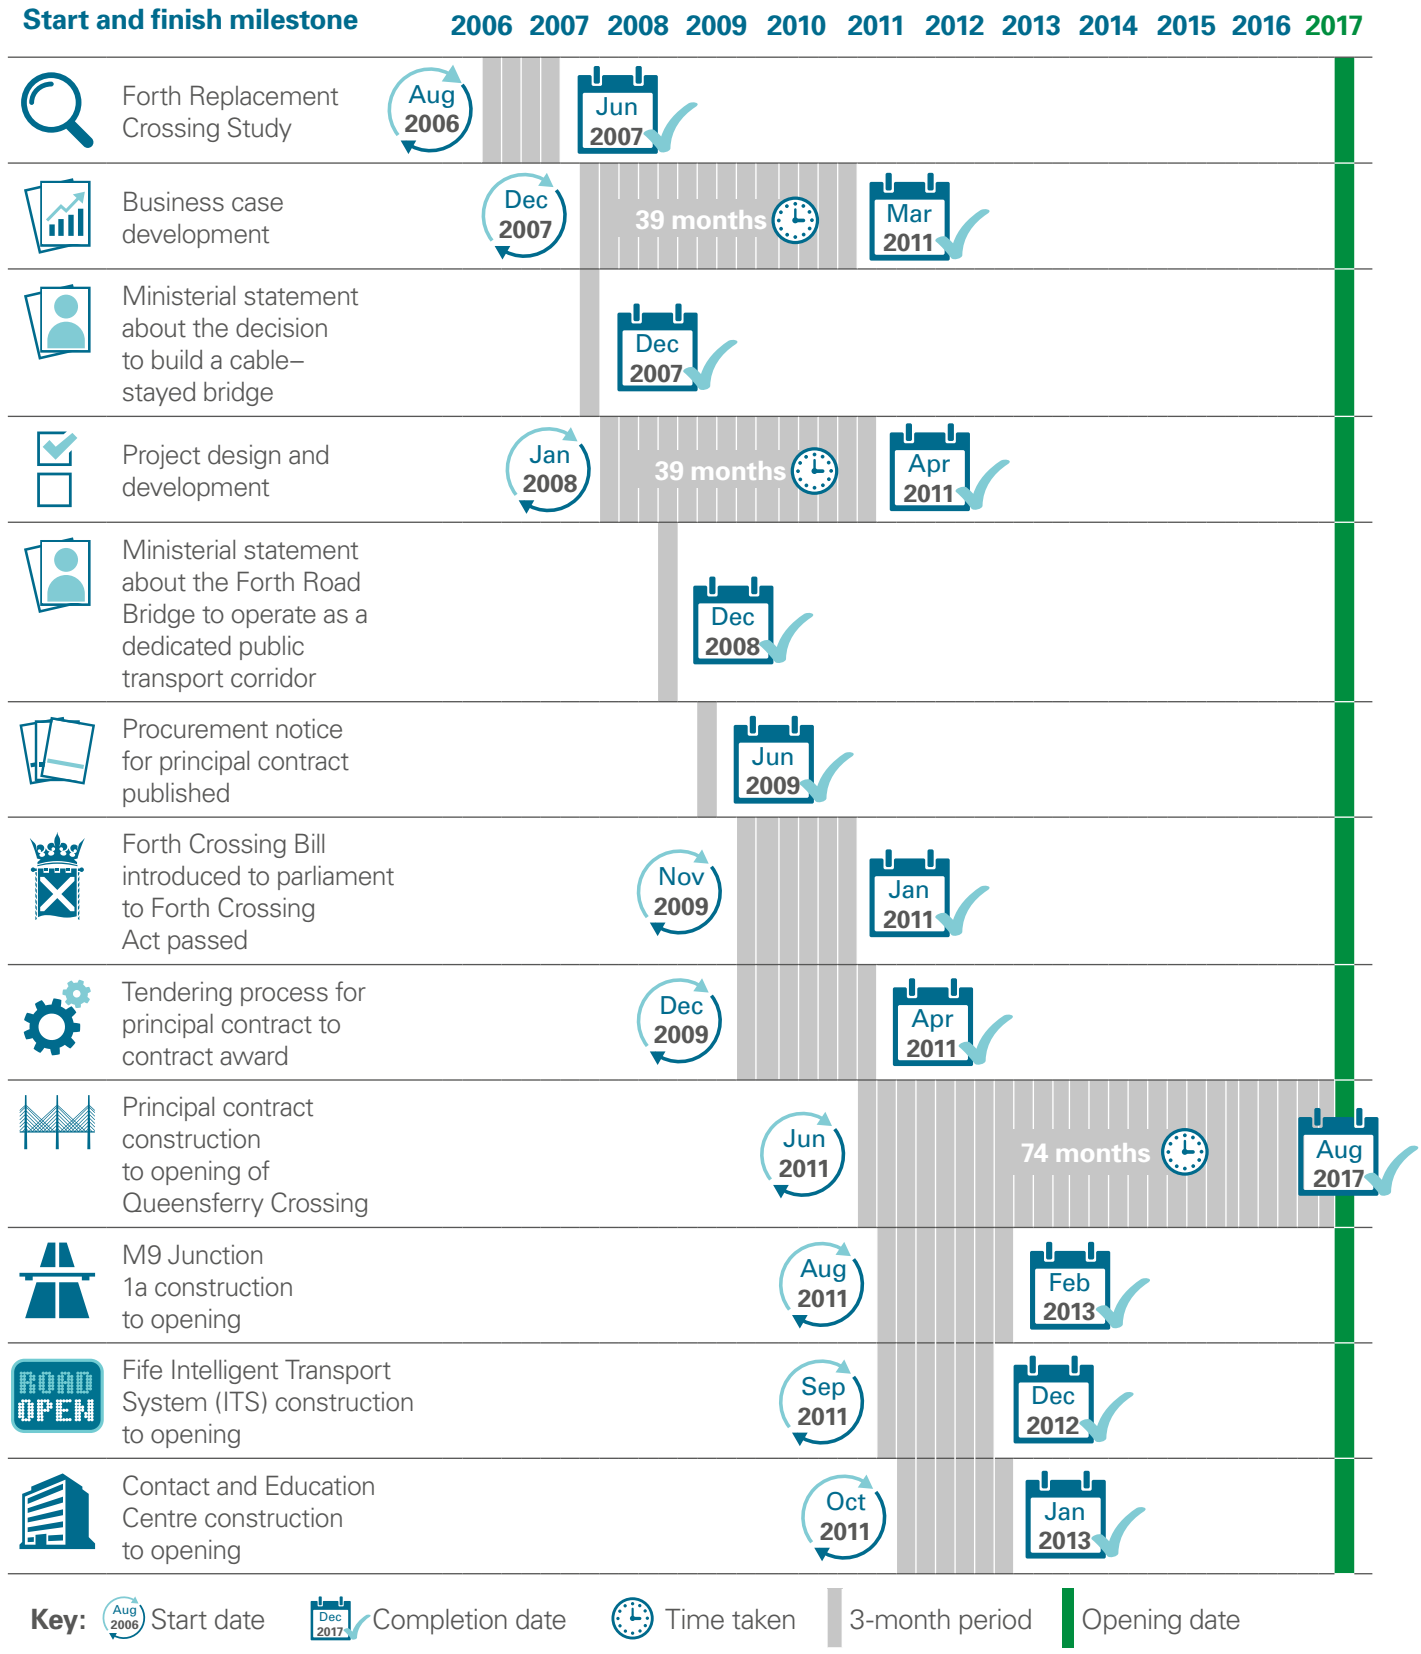 Start and finish milestone 2006 2007 2008 2009 2010 2011 2012 2013 2014 2015 2016 2017
Forth Replacement
Crossing Study
Aug
2006
Jun
2007
Business case
development
Dec
2007
39 months
Mar
2011
Ministerial statement
about the decision
to build a cable–
stayed bridge
Dec
2007
Project design and
development
Jan
2008
39 months
Apr
2011
Ministerial statement
about the Forth Road
Bridge to operate as a
dedicated public
transport corridor
Dec
2008
Procurement notice
for principal contract
published
Jun
2009
Forth Crossing Bill
introduced to parliament
to Forth Crossing
Act passed
Nov
2009
Jan
2011
Tendering process for
principal contract to
contract award
Dec
2009
Apr
2011
Principal contract
construction
to opening of
Queensferry Crossing
Jun
2011
74 months
Aug
2017
M9 Junction
1a construction
to opening
Aug
2011
Feb
2013
ROAD
OPEN
Fife Intelligent Transport
System (ITS) construction
to opening
Sep
2011
Dec
2012
Contact and Education
Centre construction
to opening
Oct
2011
Jan
2013
Key:
Aug
2006
Start date
Dec
2017
Completion date
Time taken
3-month period
Opening date